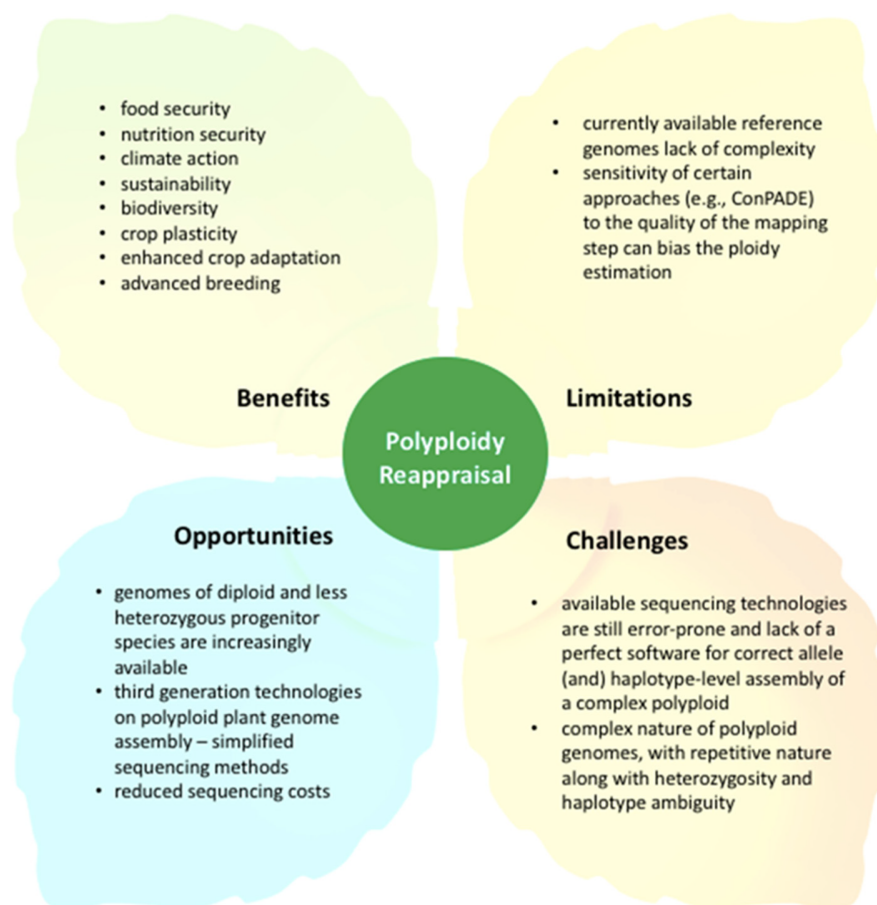 • food security
• nutrition security
• climate action
• sustainability
• biodiversity
• crop plasticity
• enhanced crop adaptation
• advanced breeding
Benefits
• currently available reference
genomes lack of complexity
• sensitivity of certain
approaches (e.g., ConPADE)
to the quality of the mapping
step can bias the ploidy
estimation
Limitations
Polyploidy
Reappraisal
Opportunities
• genomes of diploid and less
heterozygous progenitor
species are increasingly
available
• third generation technologies
on polyploid plant genome
assembly – simplified
sequencing methods
• reduced sequencing costs
Challenges
• available sequencing technologies
are still error-prone and lack of a
perfect software for correct allele
(and) haplotype-level assembly of
a complex polyploid
• complex nature of polyploid
genomes, with repetitive nature
along with heterozygosity and
haplotype ambiguity